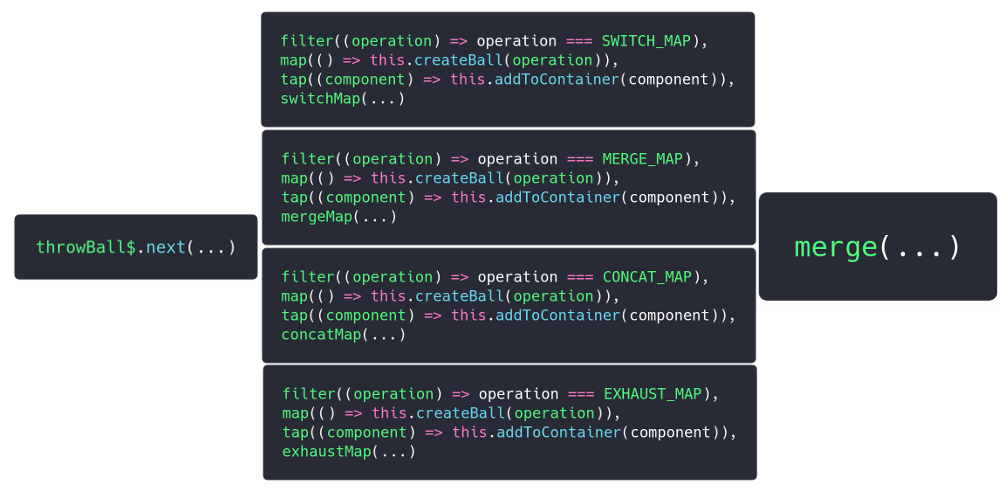 throwBall$.next(...)
filter((operation) => operation === SWITCH_MAP),
map(() => this.createBall(operation)),
tap((component) => this.addToContainer(component)),
switchMap(...)
filter((operation) => operation === MERGE_MAP),
map(() => this.createBall(operation)),
tap((component) => this.addToContainer(component)),
mergeMap(...)
filter((operation) => operation === CONCAT_MAP),
map(() => this.createBall(operation)),
tap((component) => this.addToContainer(component)),
concatMap(...)
filter((operation) => operation === EXHAUST_MAP),
map(() => this.createBall(operation)),
tap((component) => this.addToContainer(component)),
exhaustMap(...)
merge(...)